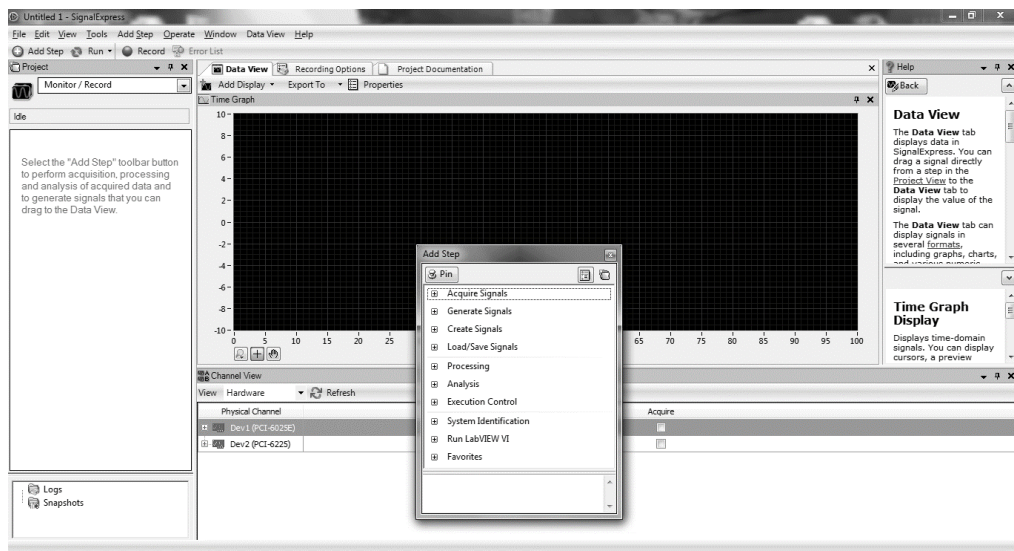 Untitled 1 - SignalExpress
File Edit View Tools Add Step Operate Window Data View Help
Add Step Run Record Error List
Project
Monitor / Record
Idle
Select the "Add Step" toolbar button
to perform acquisition, processing
and analysis of acquired data and
to generate signals that you can
drag to the Data View.
Logs
Snapshots
Data View Recording Options Project Documentation
Add Display Export To Properties
Time Graph
10
8
6
4
2
0
-2
-4
-6
-8
-10
0 5 10 15 20 25 65 70 75 80 85 90 95 100
Add Step
Pin
Acquire Signals
Generate Signals
Create Signals
Load/Save Signals
Processing
Analysis
Execution Control
System Identification
Run LabVIEW VI
Favorites
Channel View
View Hardware Refresh
Physical Channel Acquire
Dev1 (PCI-6025E)
Dev2 (PCI-6225)
Help
Back
Data View
The Data View tab
displays data in
SignalExpress. You can
drag a signal directly
from a step in the
Project View to the
Data View tab to
display the value of the
signal.
The Data View tab can
display signals in
several formats,
including graphs, charts,
and various numeric
Time Graph
Display
Displays time-domain
signals. You can display
cursors, a preview